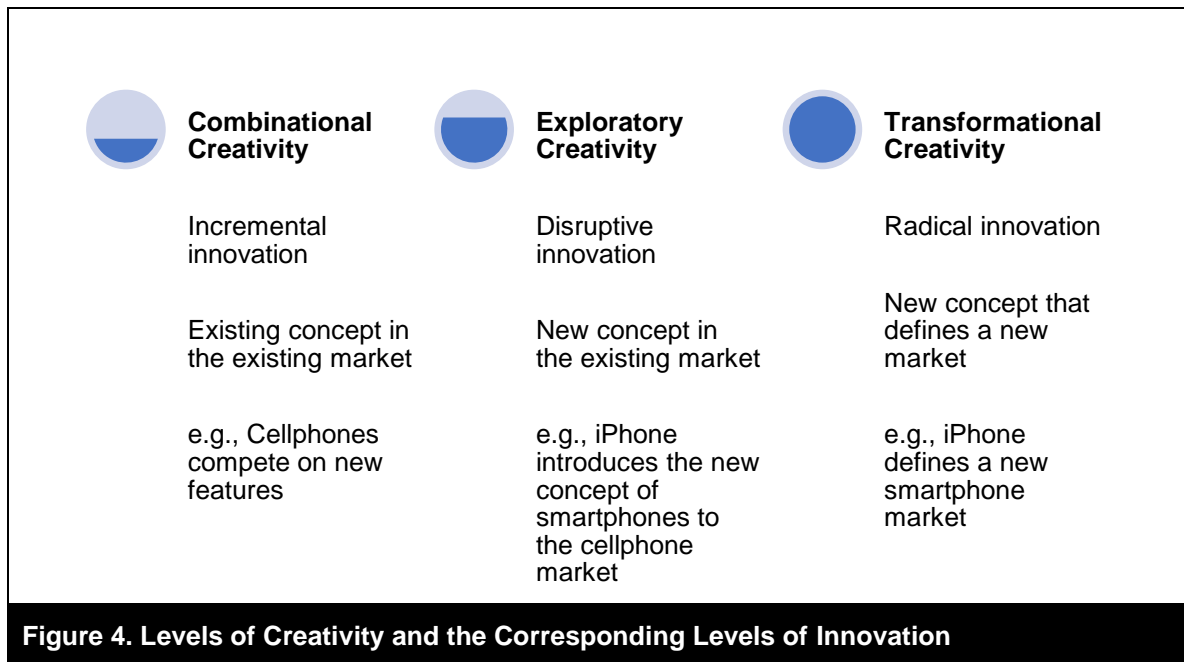 Combinational
Creativity
Incremental
innovation
Existing concept in
the existing market
e.g., Cellphones
compete on new
features
Exploratory
Creativity
Disruptive
innovation
New concept in
the existing market
e.g., iPhone
introduces the new
concept of
smartphones to
the cellphone
market
Transformational
Creativity
Radical innovation
New concept that
defines a new
market
e.g., iPhone
defines a new
smartphone
market
Figure 4. Levels of Creativity and the Corresponding Levels of Innovation